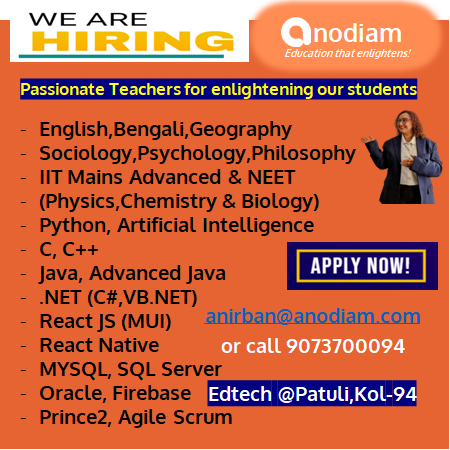 WE ARE
HIRING
anodiam
Education that enlightens!
Passionate Teachers for enlightening our students
- English,Bengali,Geography
- Sociology,Psychology,Philosophy
- IIT Mains Advanced & NEET
- (Physics,Chemistry & Biology)
- Python, Artificial Intelligence
- C, C++
- Java, Advanced Java
- .NET (C#,VB.NET)
- React JS (MUI)
- React Native
- MYSQL, SQL Server
- Oracle, Firebase
- Prince2, Agile Scrum
APPLY NOW!
anirban@anodiam.com
or call 9073700094
Edtech @Patuli,Kol-94